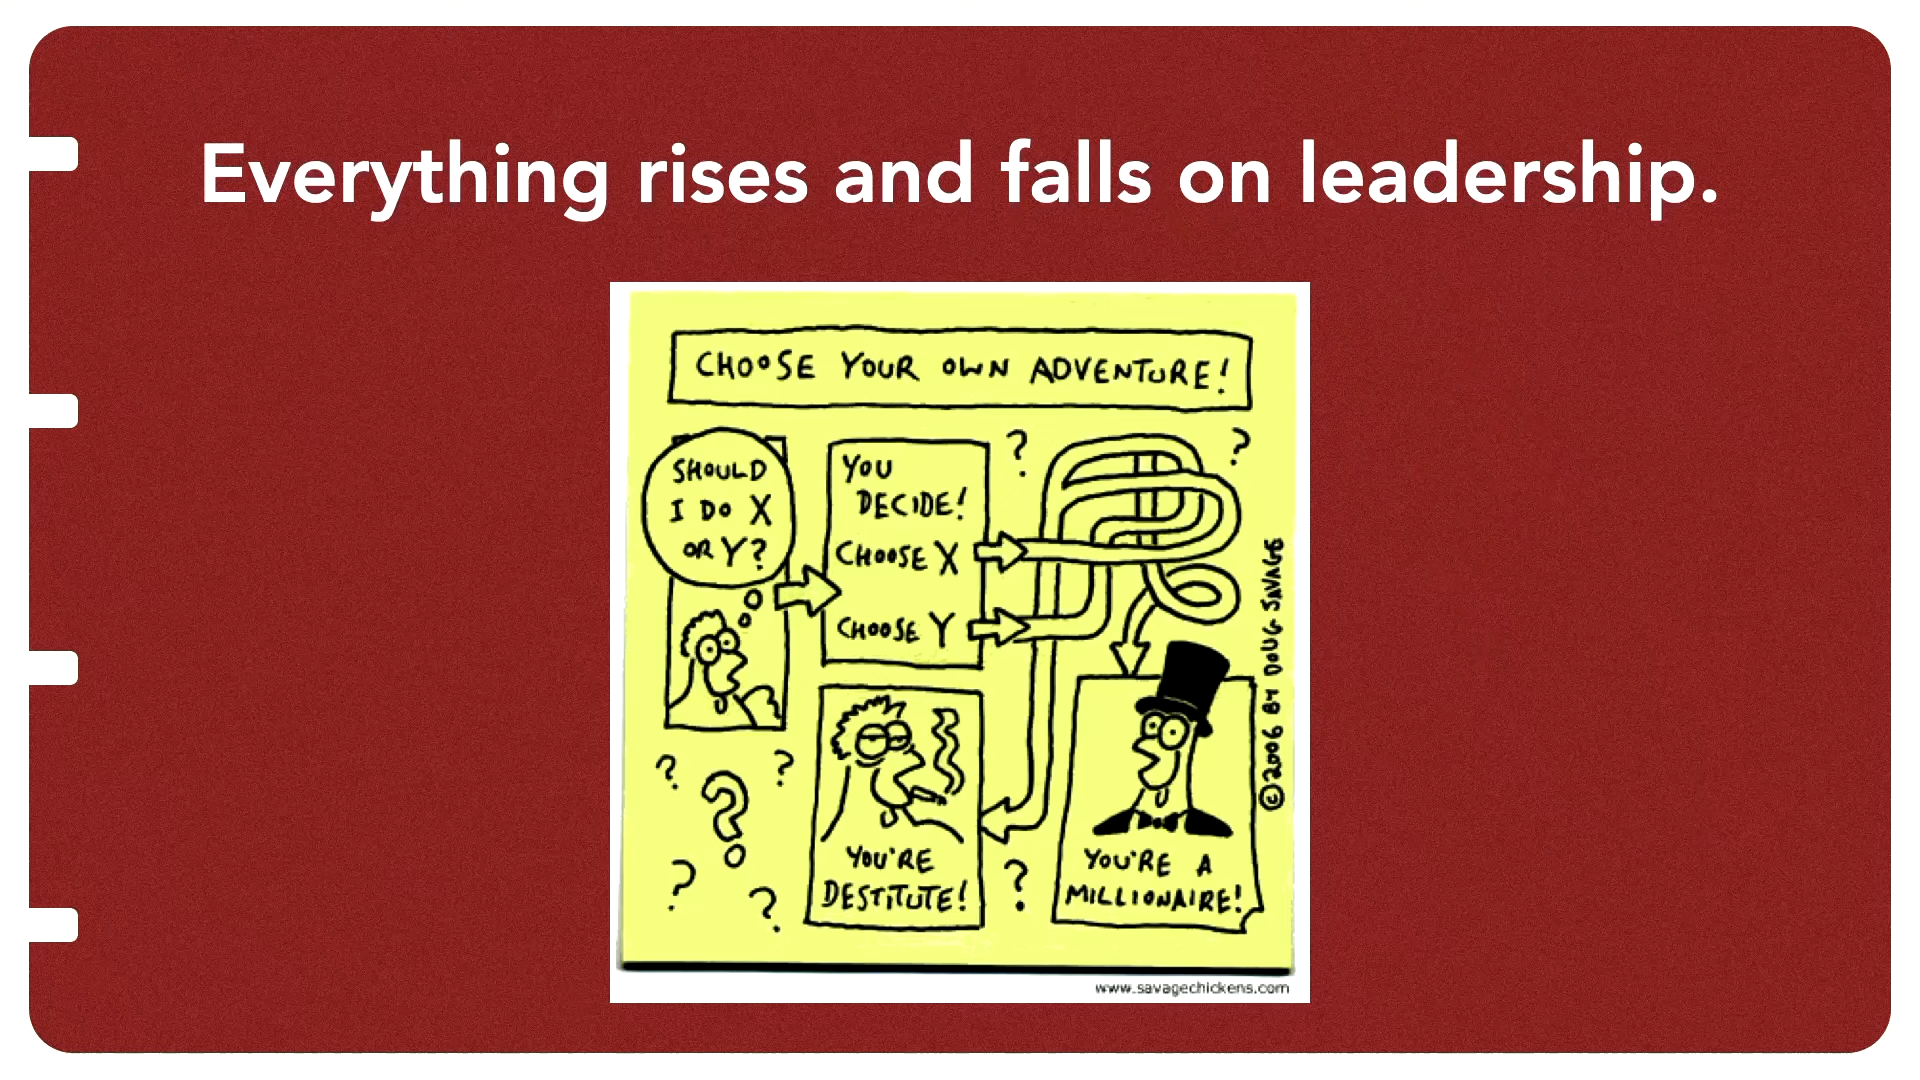 Everything rises and falls on leadership.
CHOOSE YOUR OWN ADVENTURE!
SHOULD
I DO X
OR Y?
YOU
DECIDE!
CHOOSE X
CHOOSE Y
? ?
? ?
?
? ?
?
YOU'RE
DESTITUTE!
YOU'RE A
MILLIONAIRE!
©2006 BY DOUG SAVAGE
www.savagechickens.com